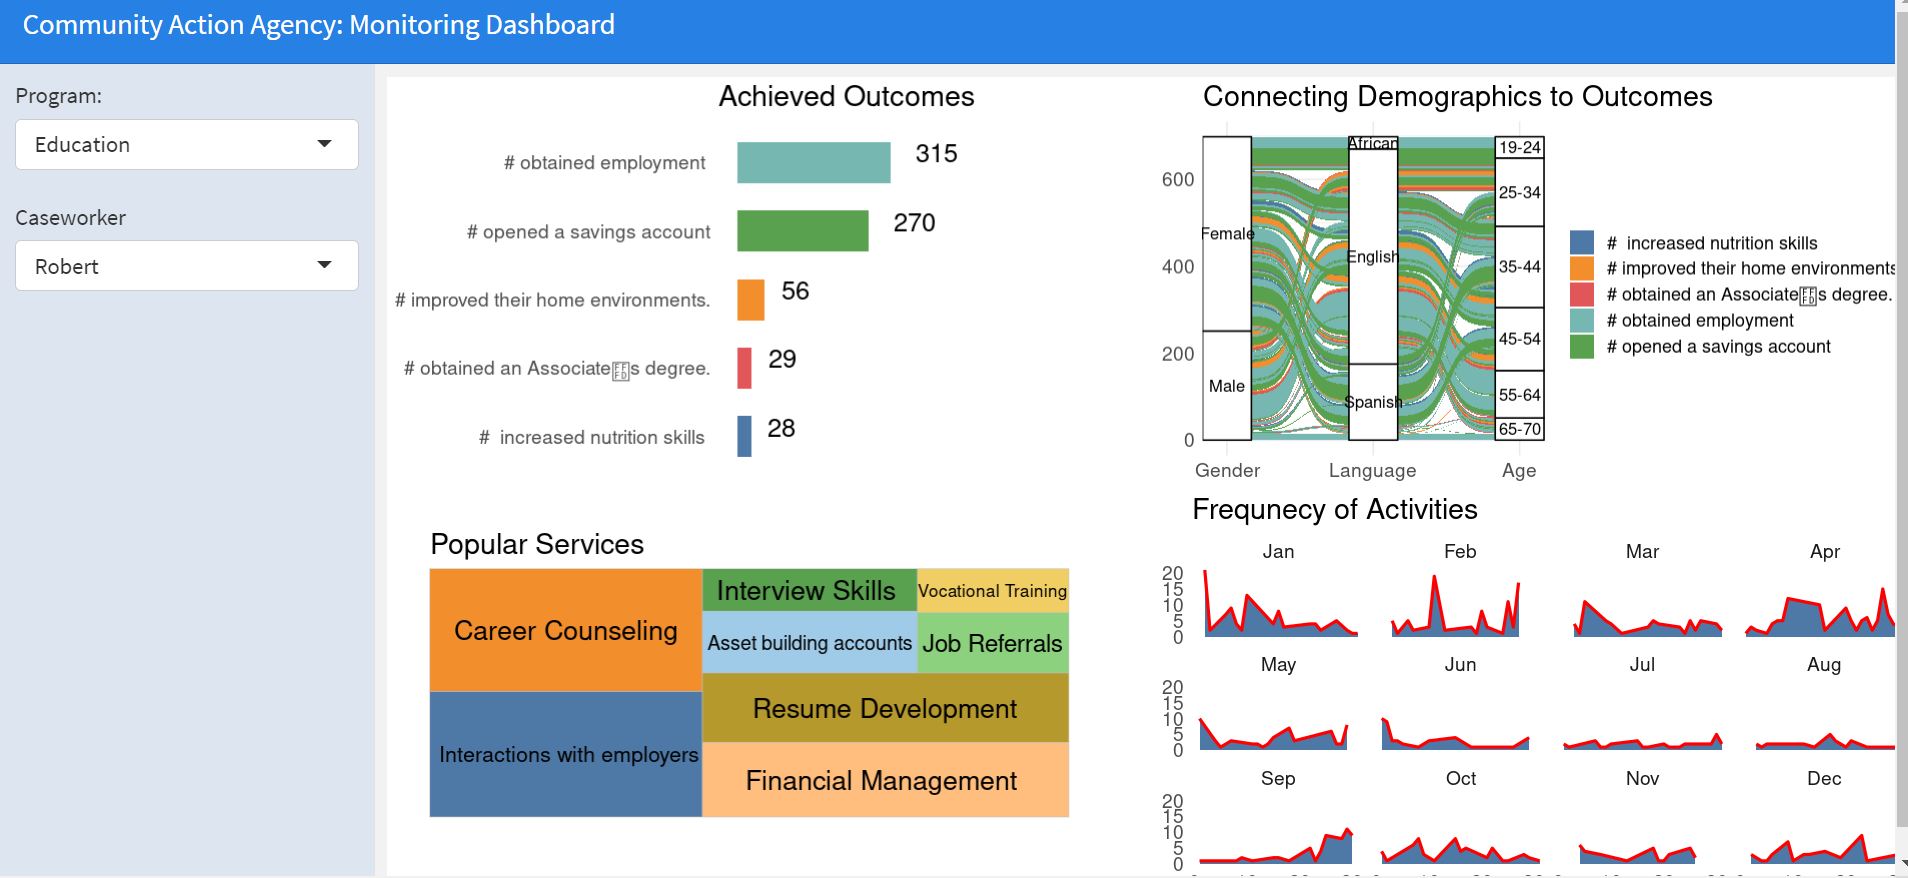 Community Action Agency: Monitoring Dashboard
Program:
Education
Caseworker
Robert
Achieved Outcomes
# obtained employment 315
# opened a savings account 270
# improved their home environments. 56
# obtained an Associate�s degree. 29
# increased nutrition skills 28
Connecting Demographics to Outcomes
600
400
200
0
Female
Male
African
English
Spanish
19-24
25-34
35-44
45-54
55-64
65-70
Gender Language Age
# increased nutrition skills
# improved their home environments
# obtained an Associate�s degree.
# obtained employment
# opened a savings account
Popular Services
Career Counseling
Interactions with employers
Interview Skills
Vocational Training
Asset building accounts
Job Referrals
Resume Development
Financial Management
Frequnecy of Activities
Jan Feb Mar Apr
20
15
10
5
0
May Jun Jul Aug
20
15
10
5
0
Sep Oct Nov Dec
20
15
10
5
0